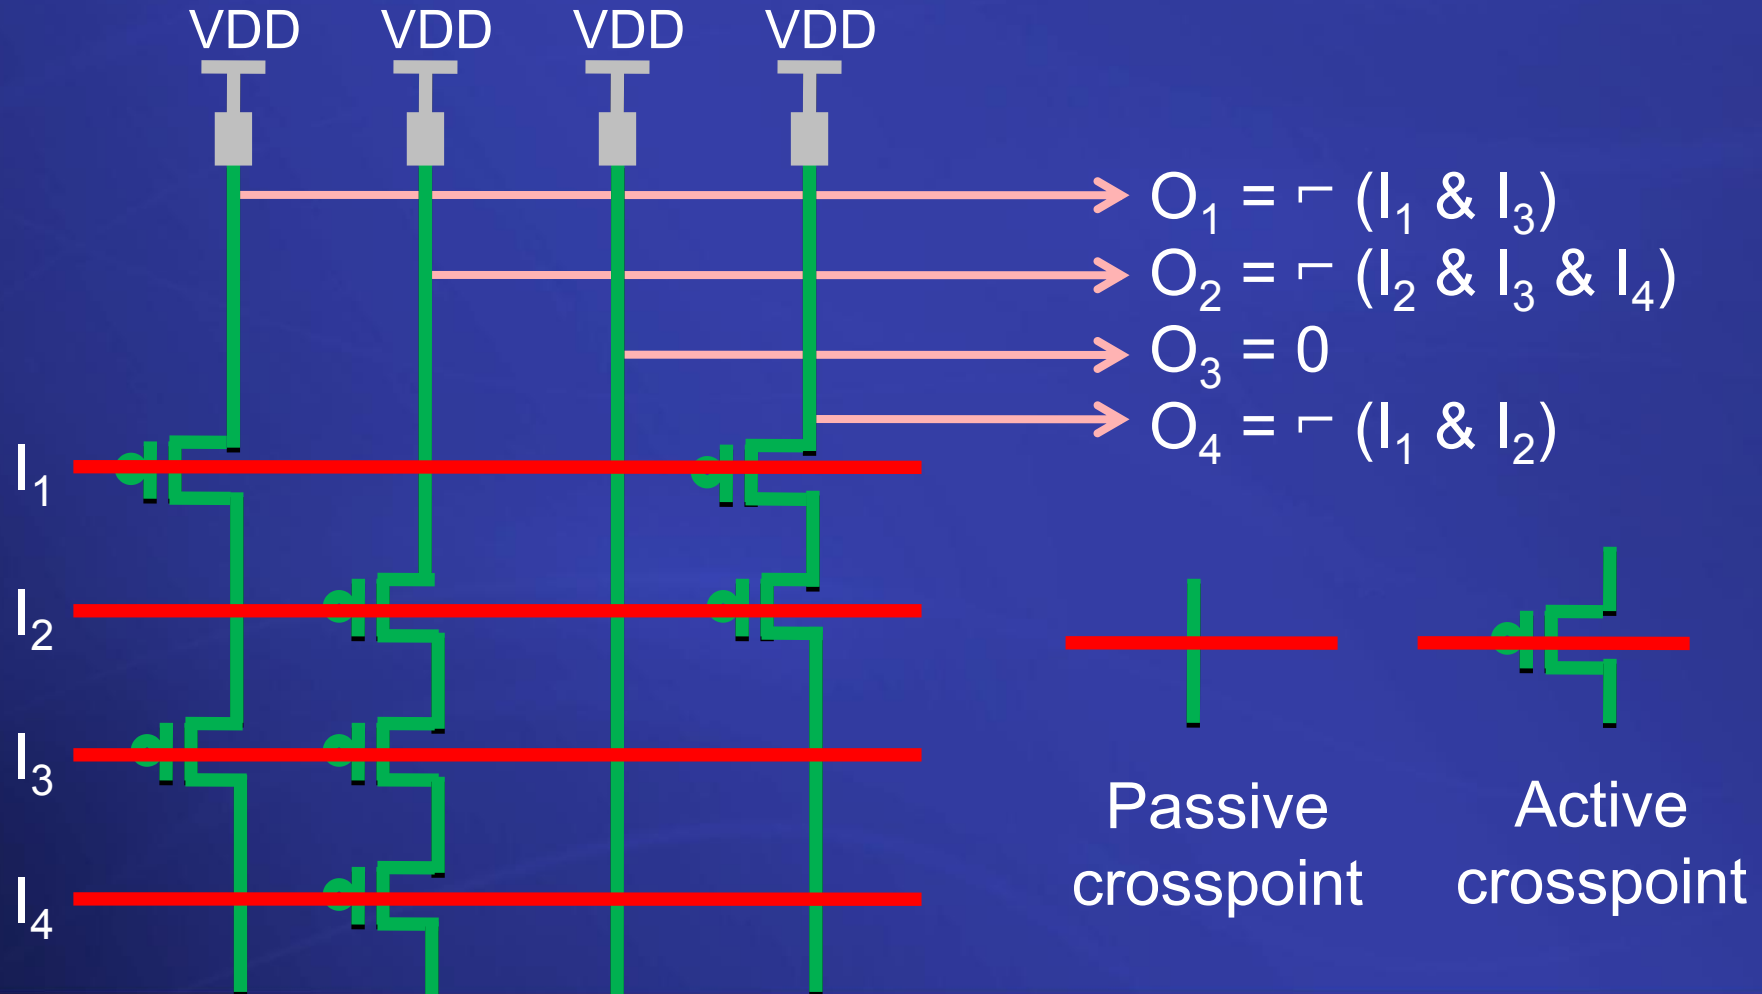 VDD VDD VDD VDD
O₁ = ¬ (I₁ & I₃)
O₂ = ¬ (I₂ & I₃ & I₄)
O₃ = 0
O₄ = ¬ (I₁ & I₂)
I₁
I₂
I₃
I₄
Passive
crosspoint
Active
crosspoint